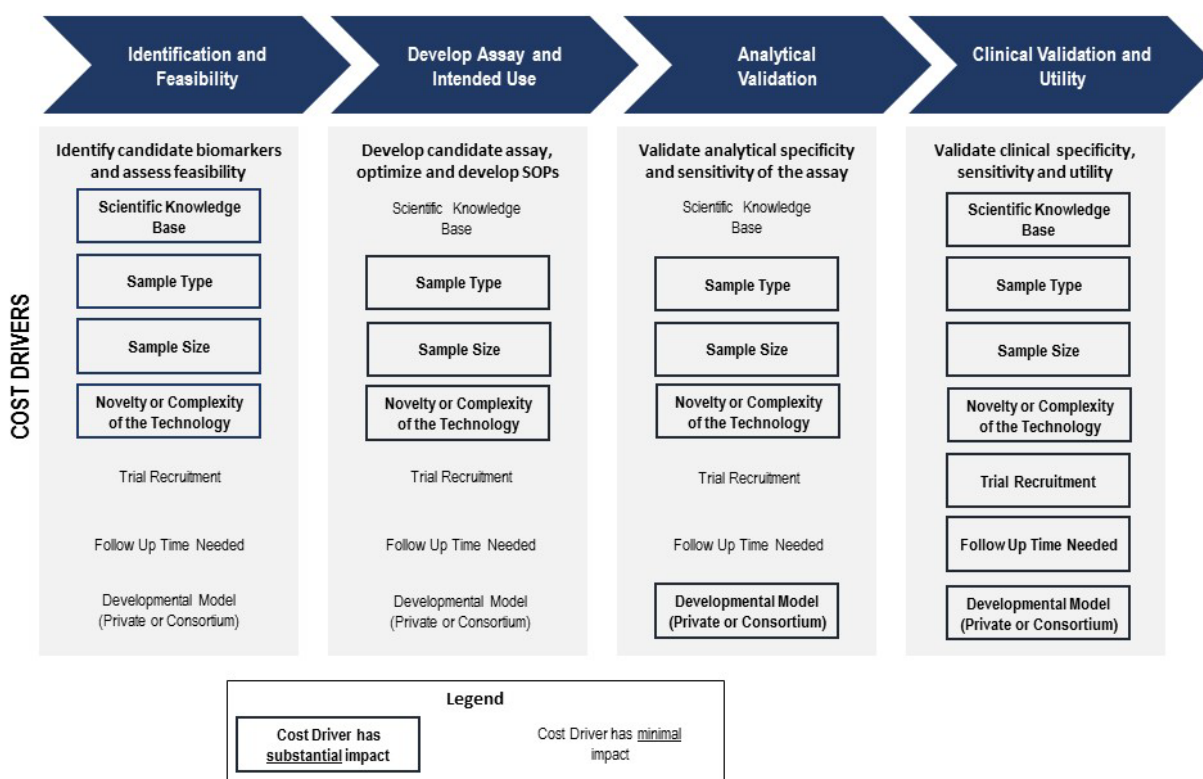 Identification and
Feasibility
Develop Assay and
Intended Use
Analytical
Validation
Clinical Validation and
Utility
COST DRIVERS
Identify candidate biomarkers
and assess feasibility
Scientific Knowledge
Base
Sample Type
Sample Size
Novelty or Complexity
of the Technology
Trial Recruitment
Follow Up Time Needed
Developmental Model
(Private or Consortium)
Develop candidate assay,
optimize and develop SOPs
Scientific Knowledge
Base
Sample Type
Sample Size
Novelty or Complexity
of the Technology
Trial Recruitment
Follow Up Time Needed
Developmental Model
(Private or Consortium)
Validate analytical specificity
and sensitivity of the assay
Scientific Knowledge
Base
Sample Type
Sample Size
Novelty or Complexity
of the Technology
Trial Recruitment
Follow Up Time Needed
Developmental Model
(Private or Consortium)
Validate clinical specificity,
sensitivity and utility
Scientific Knowledge
Base
Sample Type
Sample Size
Novelty or Complexity
of the Technology
Trial Recruitment
Follow Up Time Needed
Developmental Model
(Private or Consortium)
Legend
Cost Driver has
substantial impact
Cost Driver has minimal
impact